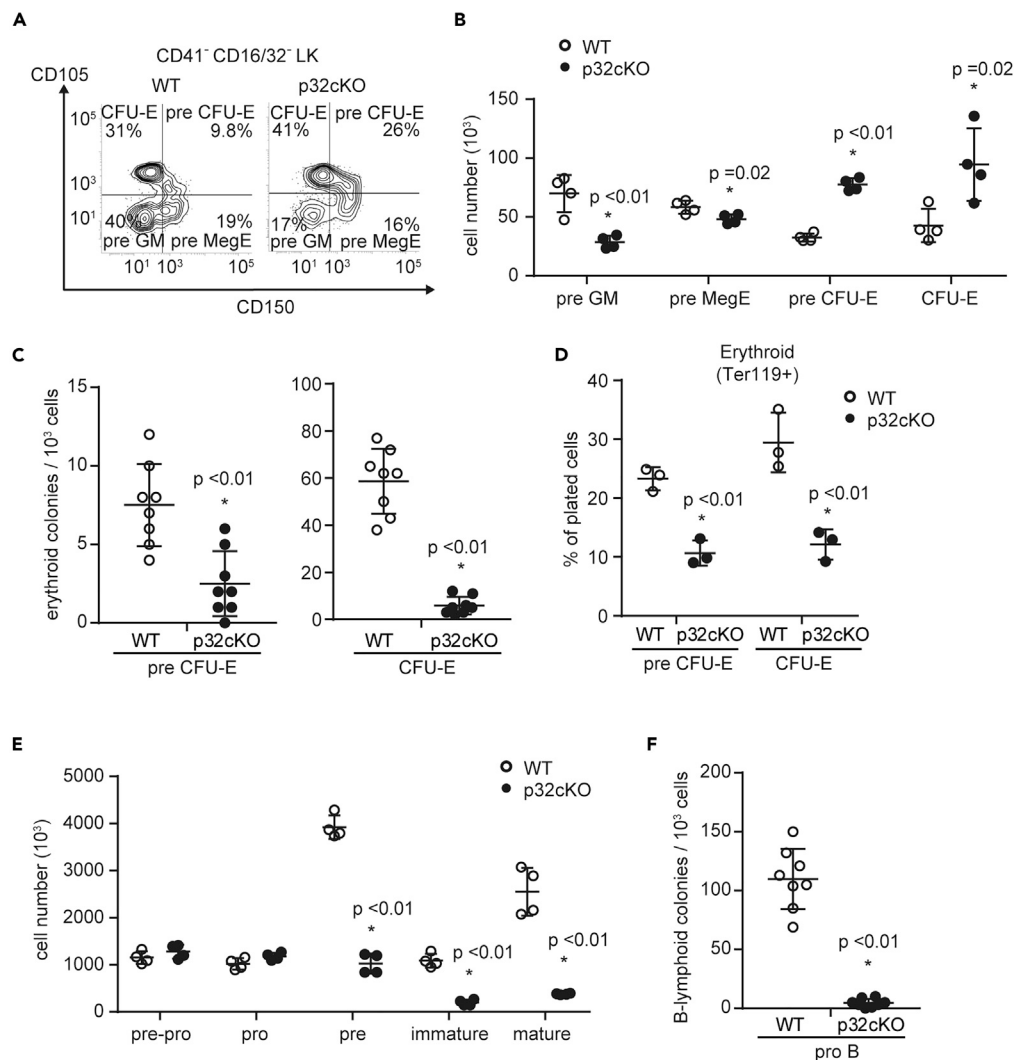 A
CD41⁻ CD16/32⁻ LK
CD105
WT
p32cKO
10⁵
10³
10¹
CFU-E
pre CFU-E
31%
9.8%
40%
19%
pre GM
pre MegE
CFU-E
pre CFU-E
41%
26%
17%
16%
pre GM
pre MegE
10¹ 10³ 10⁵
10¹ 10³ 10⁵
CD150
B
WT
p32cKO
cell number (10³)
150
100
50
0
p <0.01
*
p =0.02
*
p <0.01
*
p =0.02
*
pre GM
pre MegE
pre CFU-E
CFU-E
C
erythroid colonies / 10³ cells
15
10
5
0
p <0.01
*
WT
p32cKO
pre CFU-E
100
80
60
40
20
0
p <0.01
*
WT
p32cKO
CFU-E
D
Erythroid
(Ter119+)
WT
p32cKO
% of plated cells
40
30
20
10
0
p <0.01
*
p <0.01
*
WT p32cKO
WT p32cKO
pre CFU-E
CFU-E
E
WT
p32cKO
cell number (10³)
5000
4000
3000
2000
1000
0
p <0.01
*
p <0.01
*
p <0.01
*
pre-pro
pro
pre
immature
mature
F
B-lymphoid colonies / 10³ cells
200
150
100
50
0
p <0.01
*
WT
p32cKO
pro B